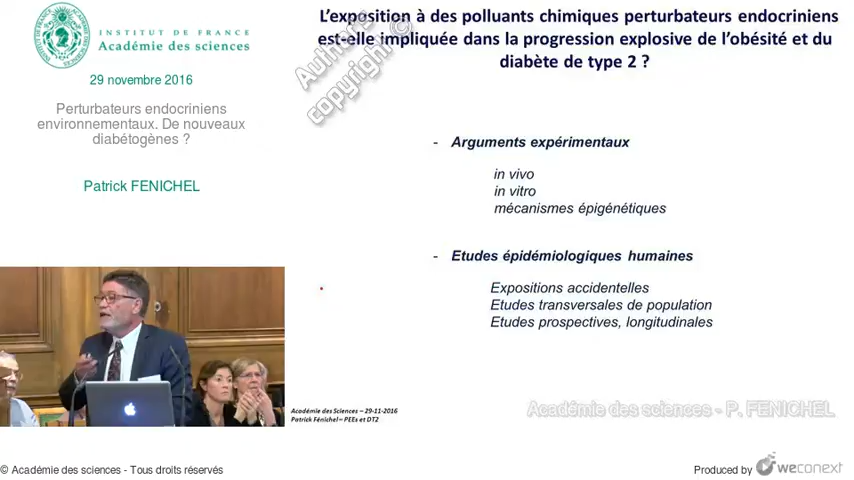 INSTITUT DE FRANCE
Académie des sciences
29 novembre 2016
Perturbateurs endocriniens
environnementaux. De nouveaux
diabétogènes ?
Patrick FENICHEL
L'exposition à des polluants chimiques perturbateurs endocriniens
est-elle impliquée dans la progression explosive de l'obésité et du
diabète de type 2 ?
Authors
copyright ©
- Arguments expérimentaux
in vivo
in vitro
mécanismes épigénétiques
- Etudes épidémiologiques humaines
Expositions accidentelles
Etudes transversales de population
Etudes prospectives, longitudinales
Académie des Sciences – 29-11-2016
Patrick Fénichel – PEEs et DT2
Académie des sciences - P. FENICHEL
© Académie des sciences - Tous droits réservés
Produced by weconext